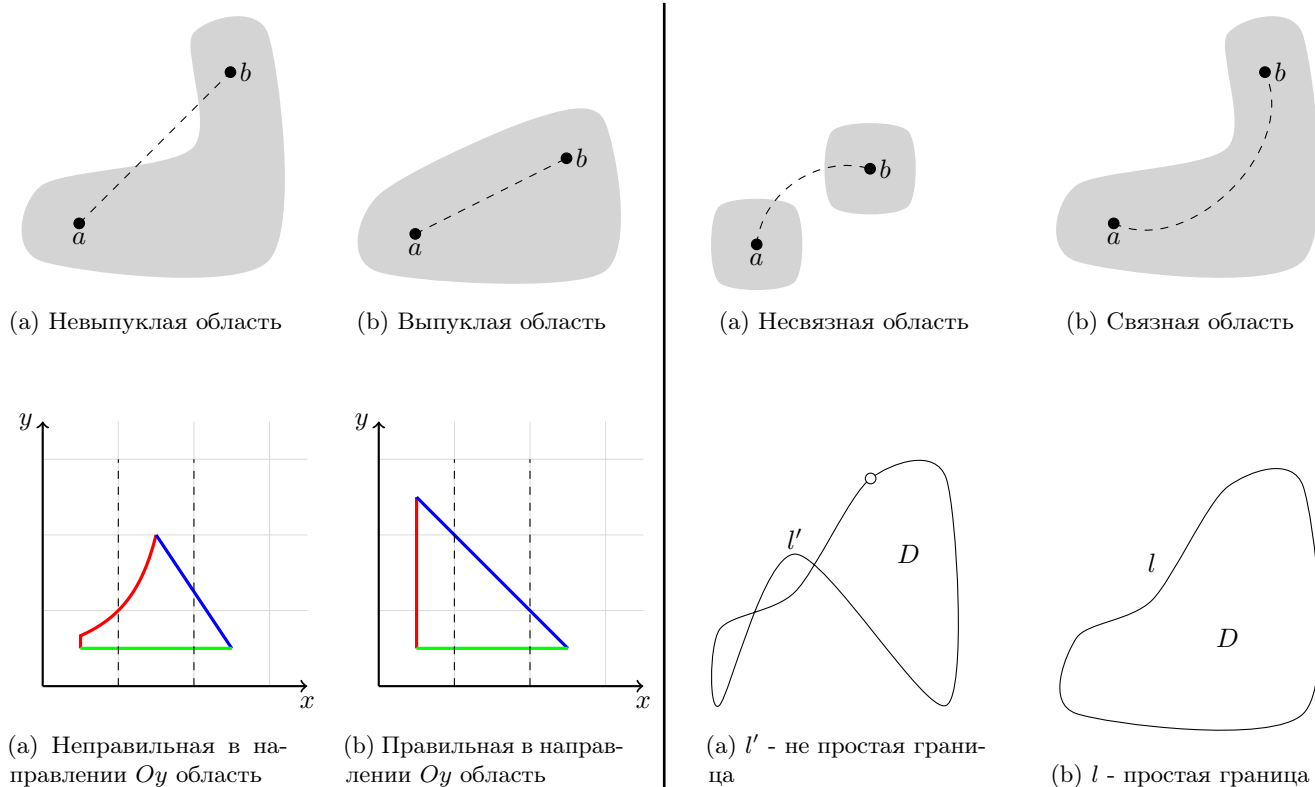 b
a
(a) Невыпуклая область
b
a
(b) Выпуклая область
y
x
(a) Неправильная в на-
правлении Oy область
y
x
(b) Правильная в направ-
лении Oy область
b
a
(a) Несвязная область
b
a
(b) Связная область
l′
D
(a) l′ - не простая грани-
ца
l
D
(b) l - простая граница